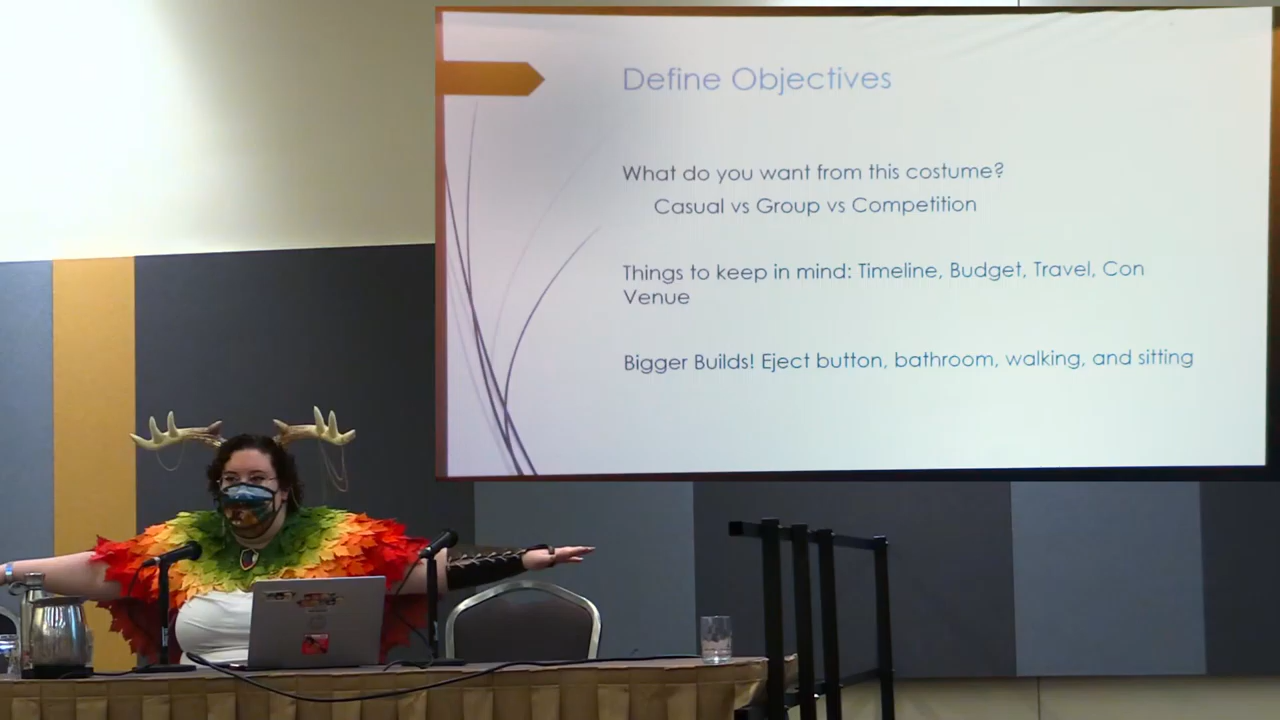 Define Objectives
What do you want from this costume?
Casual vs Group vs Competition
Things to keep in mind: Timeline, Budget, Travel, Con
Venue
Bigger Builds! Eject button, bathroom, walking, and sitting